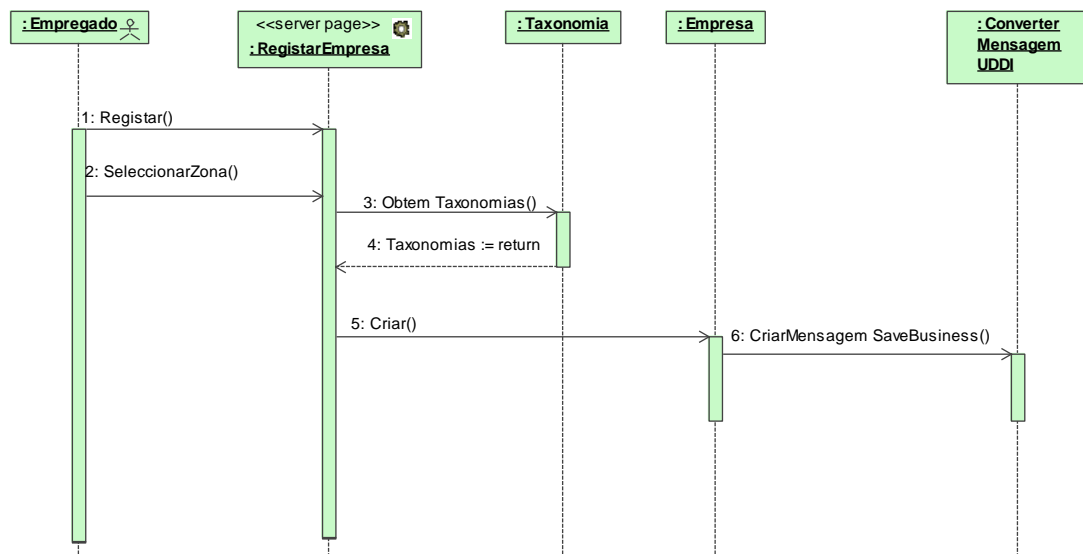 : Empregado
<<server page>>
: RegistarEmpresa
: Taxonomia
: Empresa
: Converter
Mensagem
UDDI
1: Registar()
2: SeleccionarZona()
3: Obtem Taxonomias()
4: Taxonomias := return
5: Criar()
6: CriarMensagem SaveBusiness()